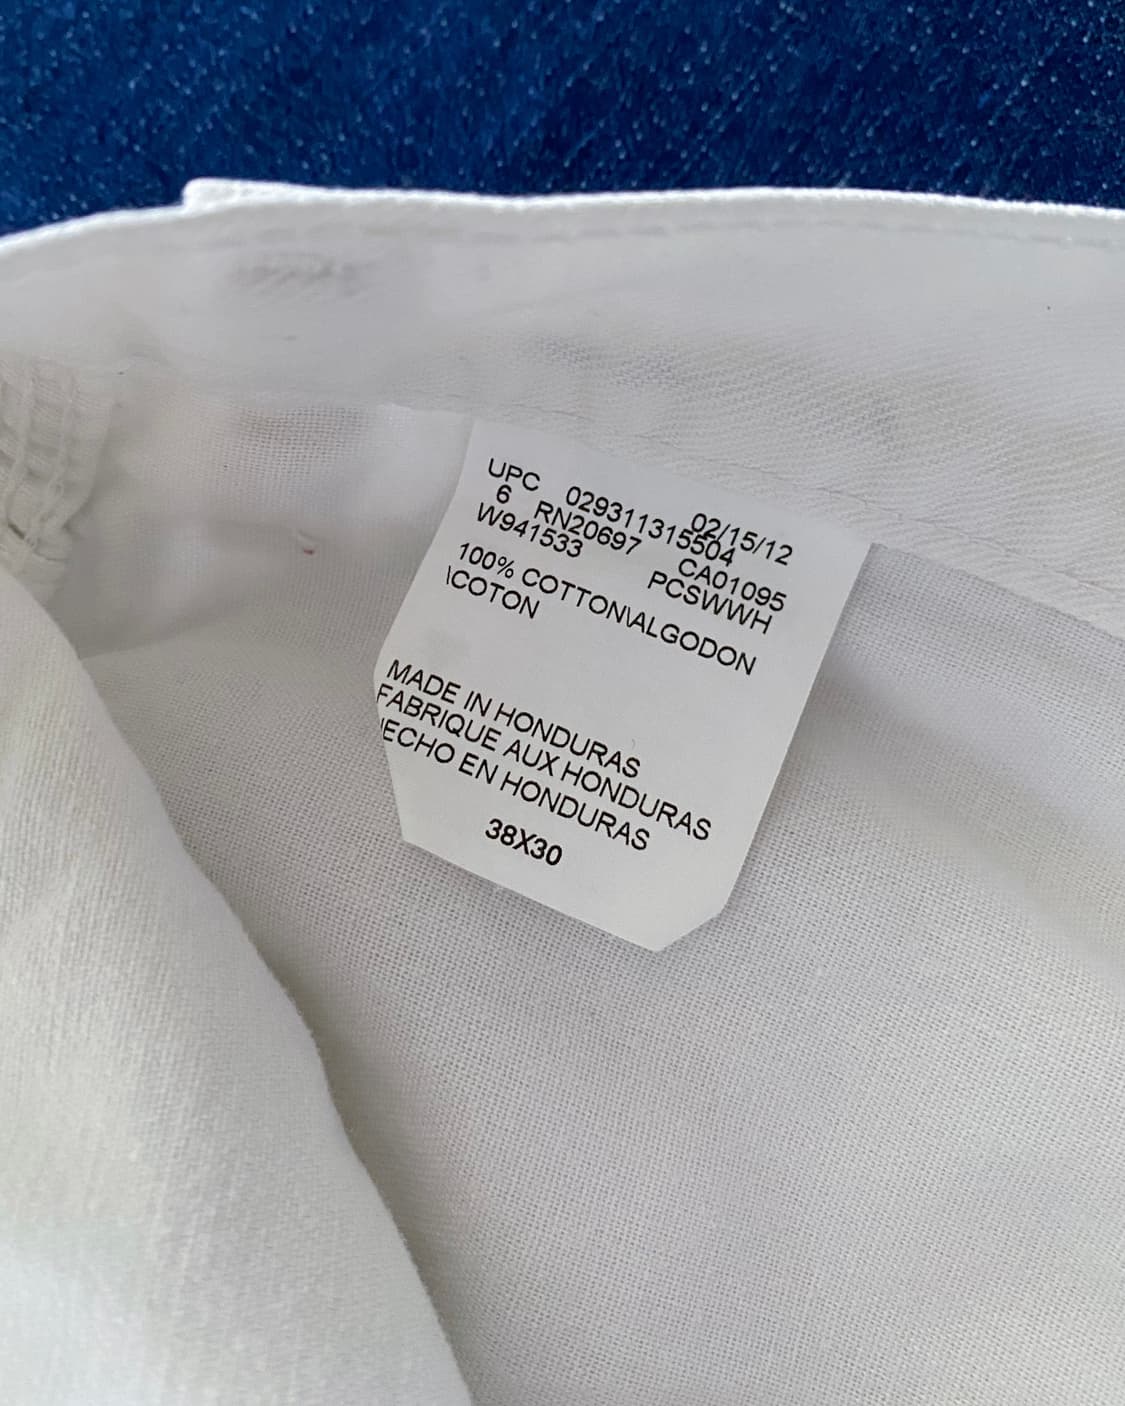 02/15/12
UPC 029311315504
6 RN20697 CA01095
W941533 PCSWWH
100% COTTON\ALGODON
\COTON
MADE IN HONDURAS
FABRIQUE AUX HONDURAS
HECHO EN HONDURAS
38X30